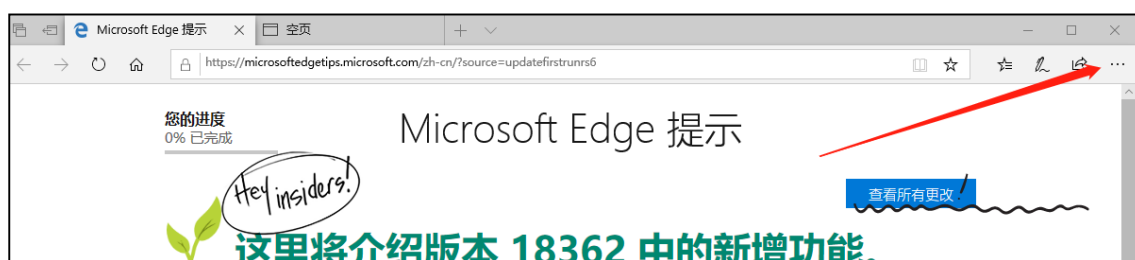 Microsoft Edge 提示
空页
https://microsoftedgetips.microsoft.com/zh-cn/?source=updatefirstrunrs6
您的进度
0% 已完成
Microsoft Edge 提示
Hey insiders!
查看所有更改
这里将介绍版本 18362 中的新增功能。